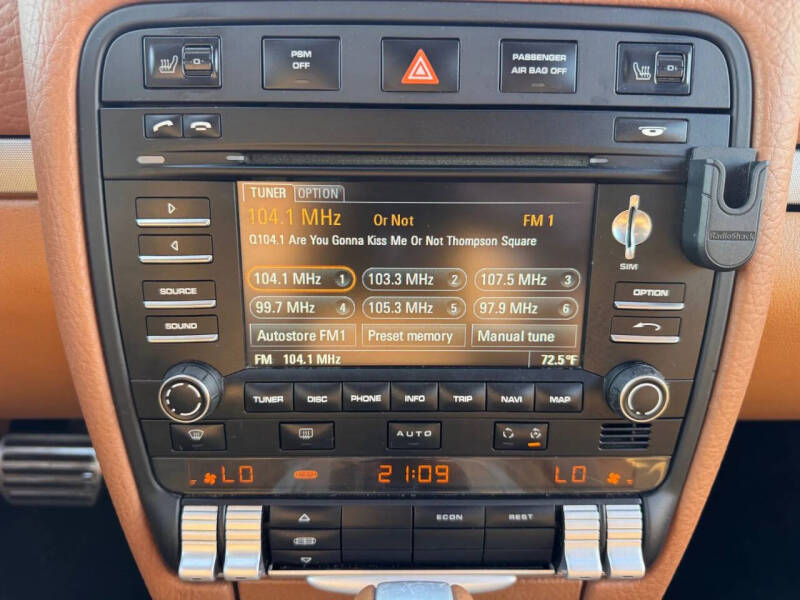 PSM
OFF
PASSENGER
AIR BAG OFF
TUNER OPTION
104.1 MHz Or Not FM 1
Q104.1 Are You Gonna Kiss Me Or Not Thompson Square
104.1 MHz 1 103.3 MHz 2 107.5 MHz 3
99.7 MHz 4 105.3 MHz 5 97.9 MHz 6
Autostore FM1 Preset memory Manual tune
FM 104.1 MHz 72.5°F
SOURCE
SOUND
RadioShack
SIM
OPTION
TUNER DISC PHONE INFO TRIP NAVI MAP
AUTO
LO 21:09 LO
ECON REST